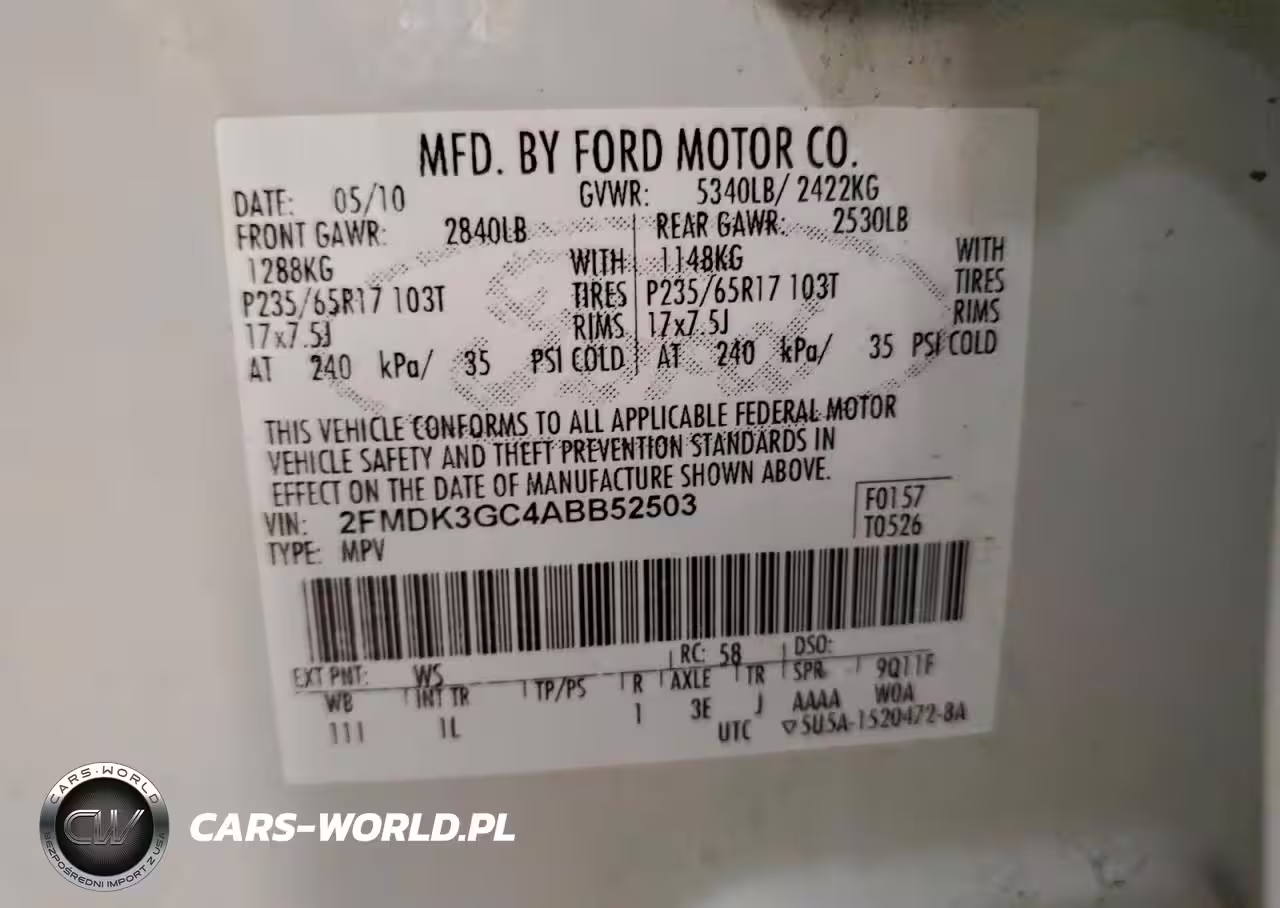 MFD. BY FORD MOTOR CO.
DATE: 05/10 GVWR: 5340LB/ 2422KG
FRONT GAWR: 2840LB REAR GAWR: 2530LB
1288KG WITH 1148KG WITH
P235/65R17 103T TIRES P235/65R17 103T TIRES
17x7.5J RIMS 17x7.5J RIMS
AT 240 kPa/ 35 PSI COLD AT 240 kPa/ 35 PSI COLD
THIS VEHICLE CONFORMS TO ALL APPLICABLE FEDERAL MOTOR
VEHICLE SAFETY AND THEFT PREVENTION STANDARDS IN
EFFECT ON THE DATE OF MANUFACTURE SHOWN ABOVE.
VIN: 2FMDK3GC4ABB52503 F0157
TYPE: MPV T0526
EXT PNT: WS RC: 58 DSO:
WB INT TR TP/PS R AXLE TR SPR 9Q11F
111 1L 1 3E J AAAA W0A
UTC ▽5U5A-1520472-8A
CARS-WORLD
CW
BEZPOŚREDNI IMPORT Z USA
CARS-WORLD.PL